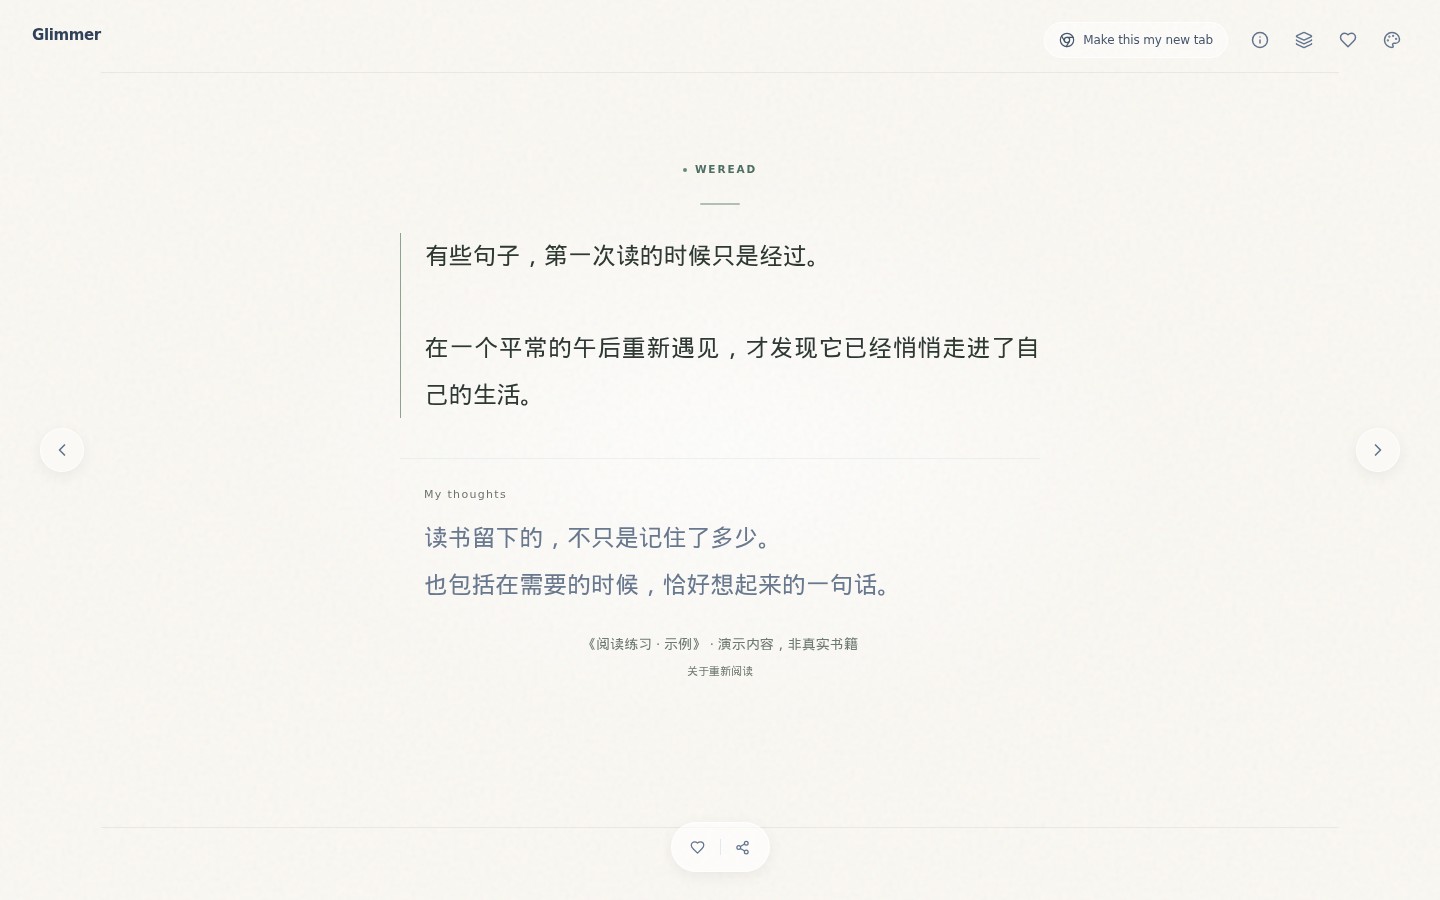 Glimmer
Make this my new tab
• WEREAD
有些句子，第一次读的时候只是经过。
在一个平常的午后重新遇见，才发现它已经悄悄走进了自
己的生活。
My thoughts
读书留下的，不只是记住了多少。
也包括在需要的时候，恰好想起来的一句话。
《阅读练习 · 示例》 · 演示内容，非真实书籍
关于重新阅读